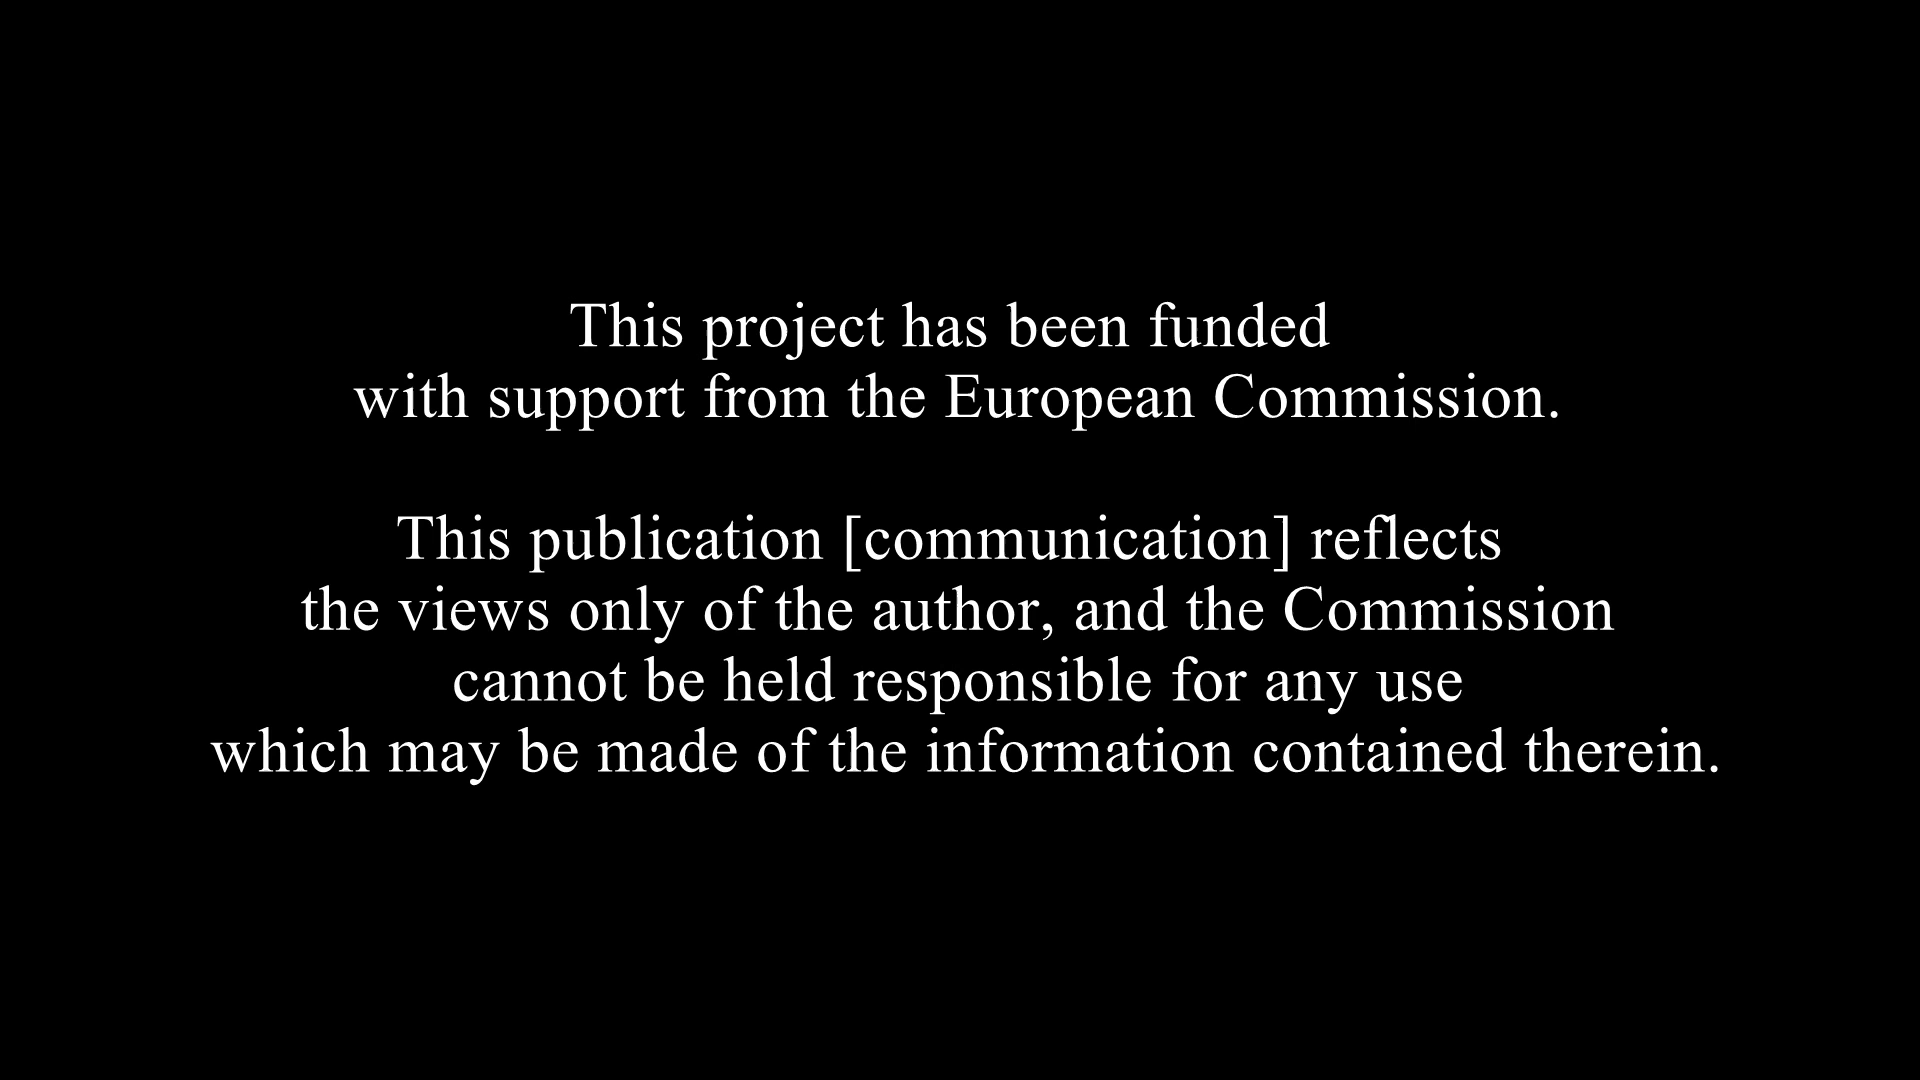 This project has been funded
with support from the European Commission.
This publication [communication] reflects
the views only of the author, and the Commission
cannot be held responsible for any use
which may be made of the information contained therein.